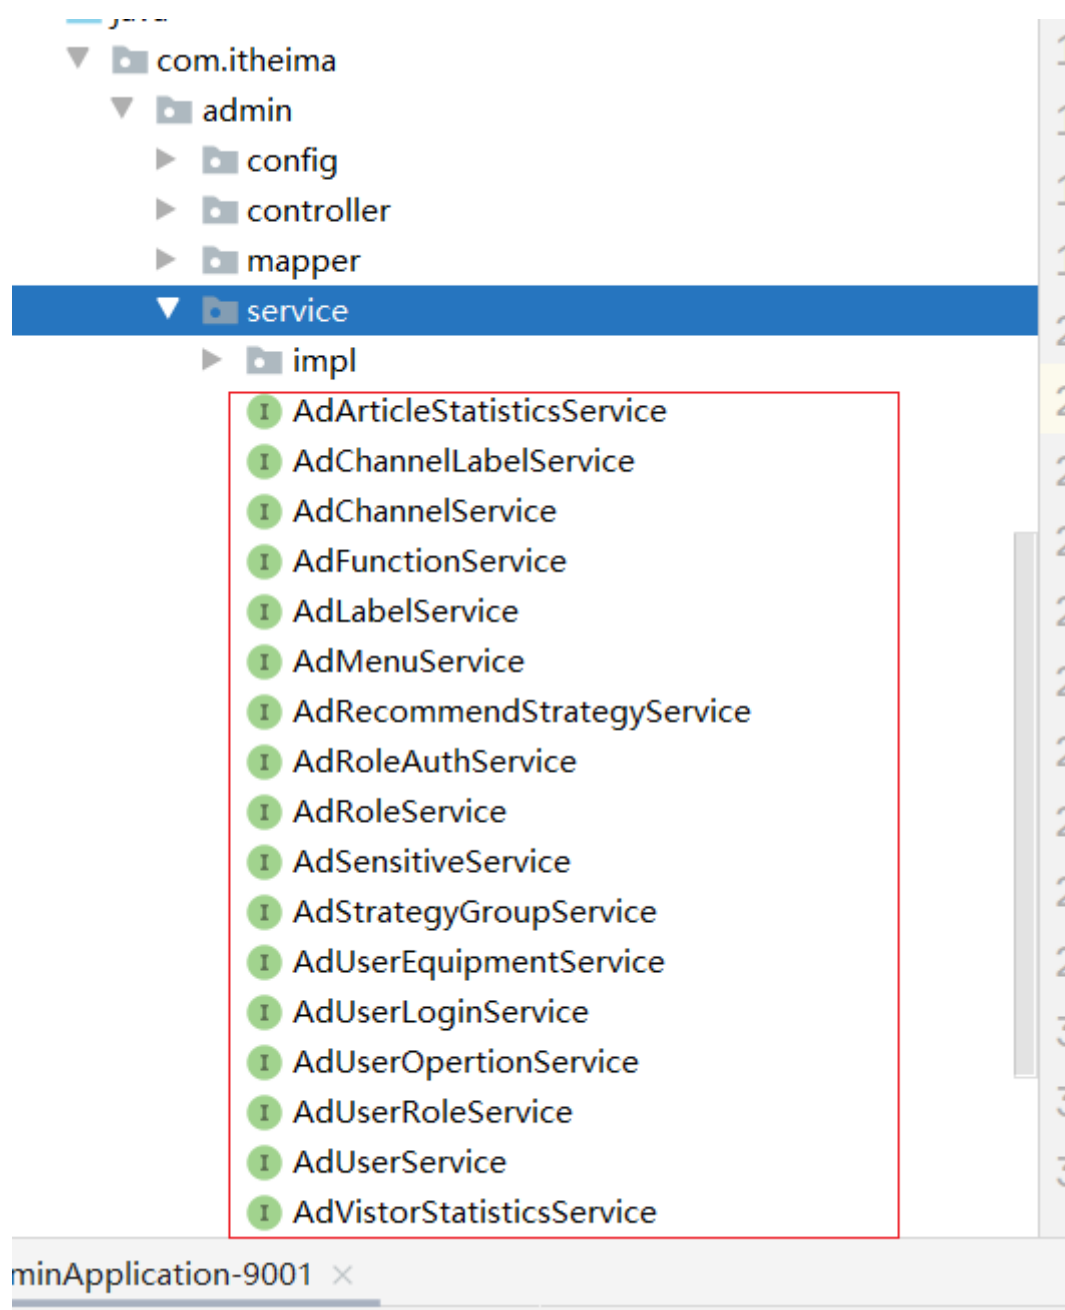 com.itheima
admin
config
controller
mapper
service
impl
AdArticleStatisticsService
AdChannelLabelService
AdChannelService
AdFunctionService
AdLabelService
AdMenuService
AdRecommendStrategyService
AdRoleAuthService
AdRoleService
AdSensitiveService
AdStrategyGroupService
AdUserEquipmentService
AdUserLoginService
AdUserOpertionService
AdUserRoleService
AdUserService
AdVistorStatisticsService
minApplication-9001